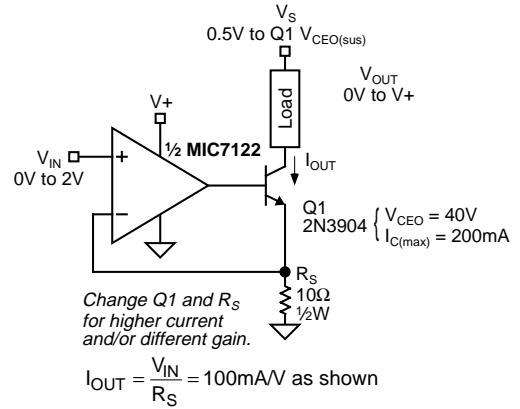 V_S
0.5V to Q1 V_CEO(sus)
V_OUT
0V to V+
Load
V+
½ MIC7122
I_OUT
V_IN
0V to 2V
+
−
Q1
2N3904
{ V_CEO = 40V
I_C(max) = 200mA
R_S
10Ω
½W
Change Q1 and R_S
for higher current
and/or different gain.
I_OUT = V_IN / R_S = 100mA/V as shown